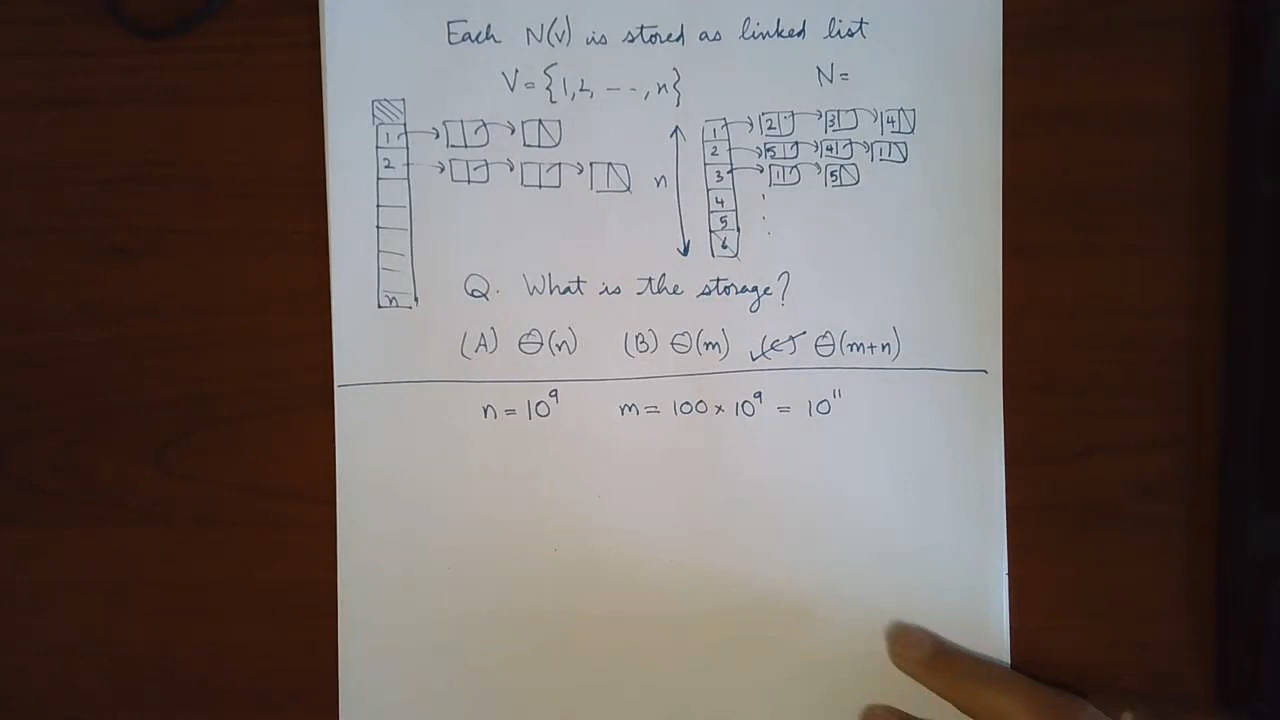 Each N(v) is stored as linked list
V = {1, 2, ---, n} N =
1
2
n
1 2 3 4
2 5 4 1
3 1 5
4
5
6
n
Q. What is the storage?
(A) Θ(n) (B) Θ(m) (C) Θ(m+n)
n = 10⁹ m = 100 × 10⁹ = 10¹¹